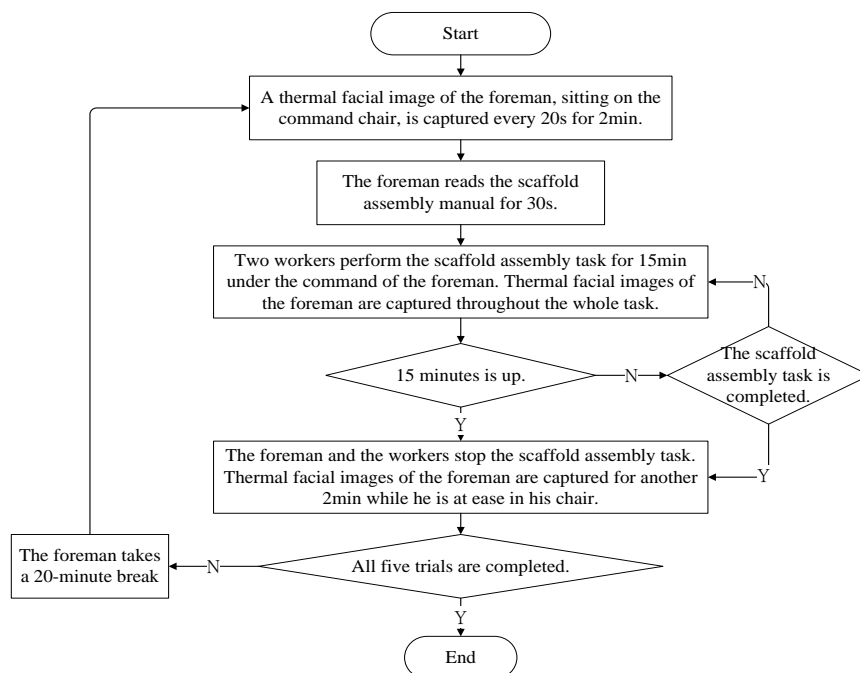 Start
A thermal facial image of the foreman, sitting on the
command chair, is captured every 20s for 2min.
The foreman reads the scaffold
assembly manual for 30s.
Two workers perform the scaffold assembly task for 15min
under the command of the foreman. Thermal facial images of
the foreman are captured throughout the whole task.
N
15 minutes is up.
N
The scaffold
assembly task is
completed.
Y
Y
The foreman and the workers stop the scaffold assembly task.
Thermal facial images of the foreman are captured for another
2min while he is at ease in his chair.
The foreman takes
a 20-minute break
N
All five trials are completed.
Y
End